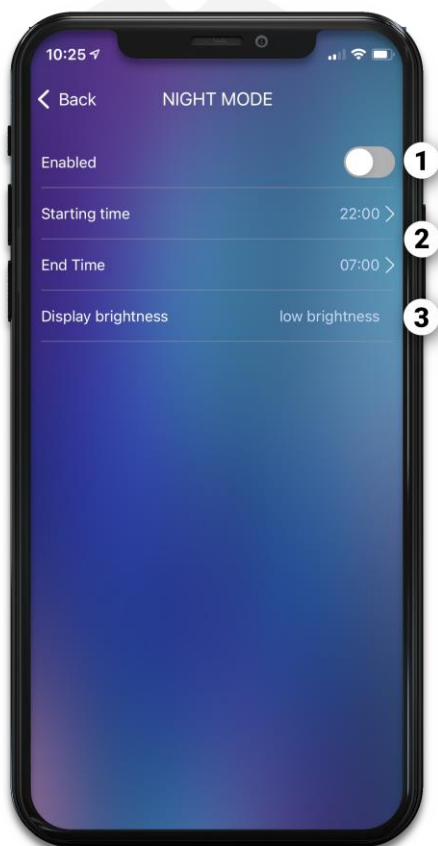 10:25
Back NIGHT MODE
Enabled 1
Starting time 22:00
2
End Time 07:00
Display brightness low brightness 3